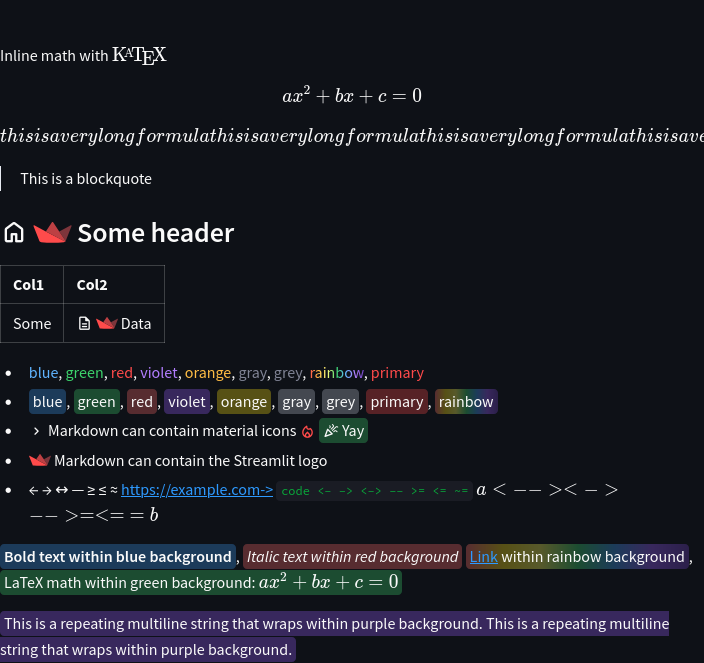 Inline math with KATEX
ax² + bx + c = 0
thisisaverylongformulathisisaverylongformulathisisaverylongformulathisisave
This is a blockquote
Some header
Col1 Col2
Some Data
blue, green, red, violet, orange, gray, grey, rainbow, primary
blue, green, red, violet, orange, gray, grey, primary, rainbow
Markdown can contain material icons Yay
Markdown can contain the Streamlit logo
← → ↔ — ≥ ≤ ≈ https://example.com-> code <- -> <-> -- >= <= ~= a < −− >< − >
−− >=<= = b
Bold text within blue background, Italic text within red background Link within rainbow background,
LaTeX math within green background: ax² + bx + c = 0
This is a repeating multiline string that wraps within purple background. This is a repeating multiline
string that wraps within purple background.